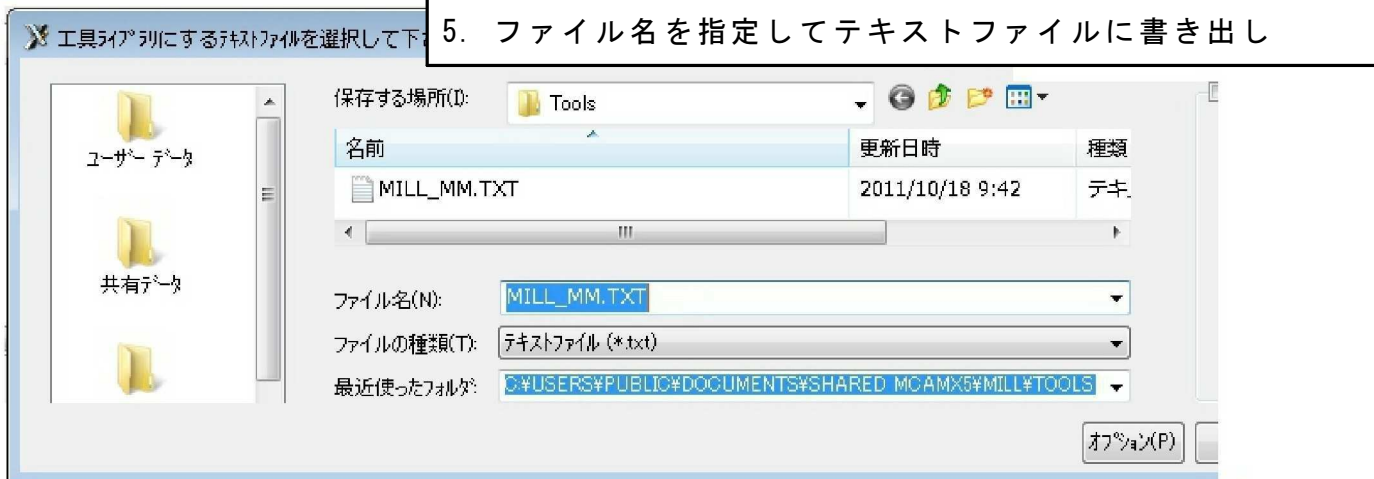 工具ﾗｲﾌﾞﾗﾘにするﾃｷｽﾄﾌｧｲﾙを選択して下
5. ファイル名を指定してテキストファイルに書き出し
保存する場所(I):
Tools
ﾕｰｻﾞｰ ﾃﾞｰﾀ
名前
更新日時
種類
MILL_MM.TXT
2011/10/18 9:42
テキ
共有ﾃﾞｰﾀ
ファイル名(N):
MILL_MM.TXT
ファイルの種類(T):
ﾃｷｽﾄﾌｧｲﾙ (*.txt)
最近使ったﾌｫﾙﾀﾞ:
C:¥USERS¥PUBLIC¥DOCUMENTS¥SHARED MCAMX5¥MILL¥TOOLS
ｵﾌﾟｼｮﾝ(P)